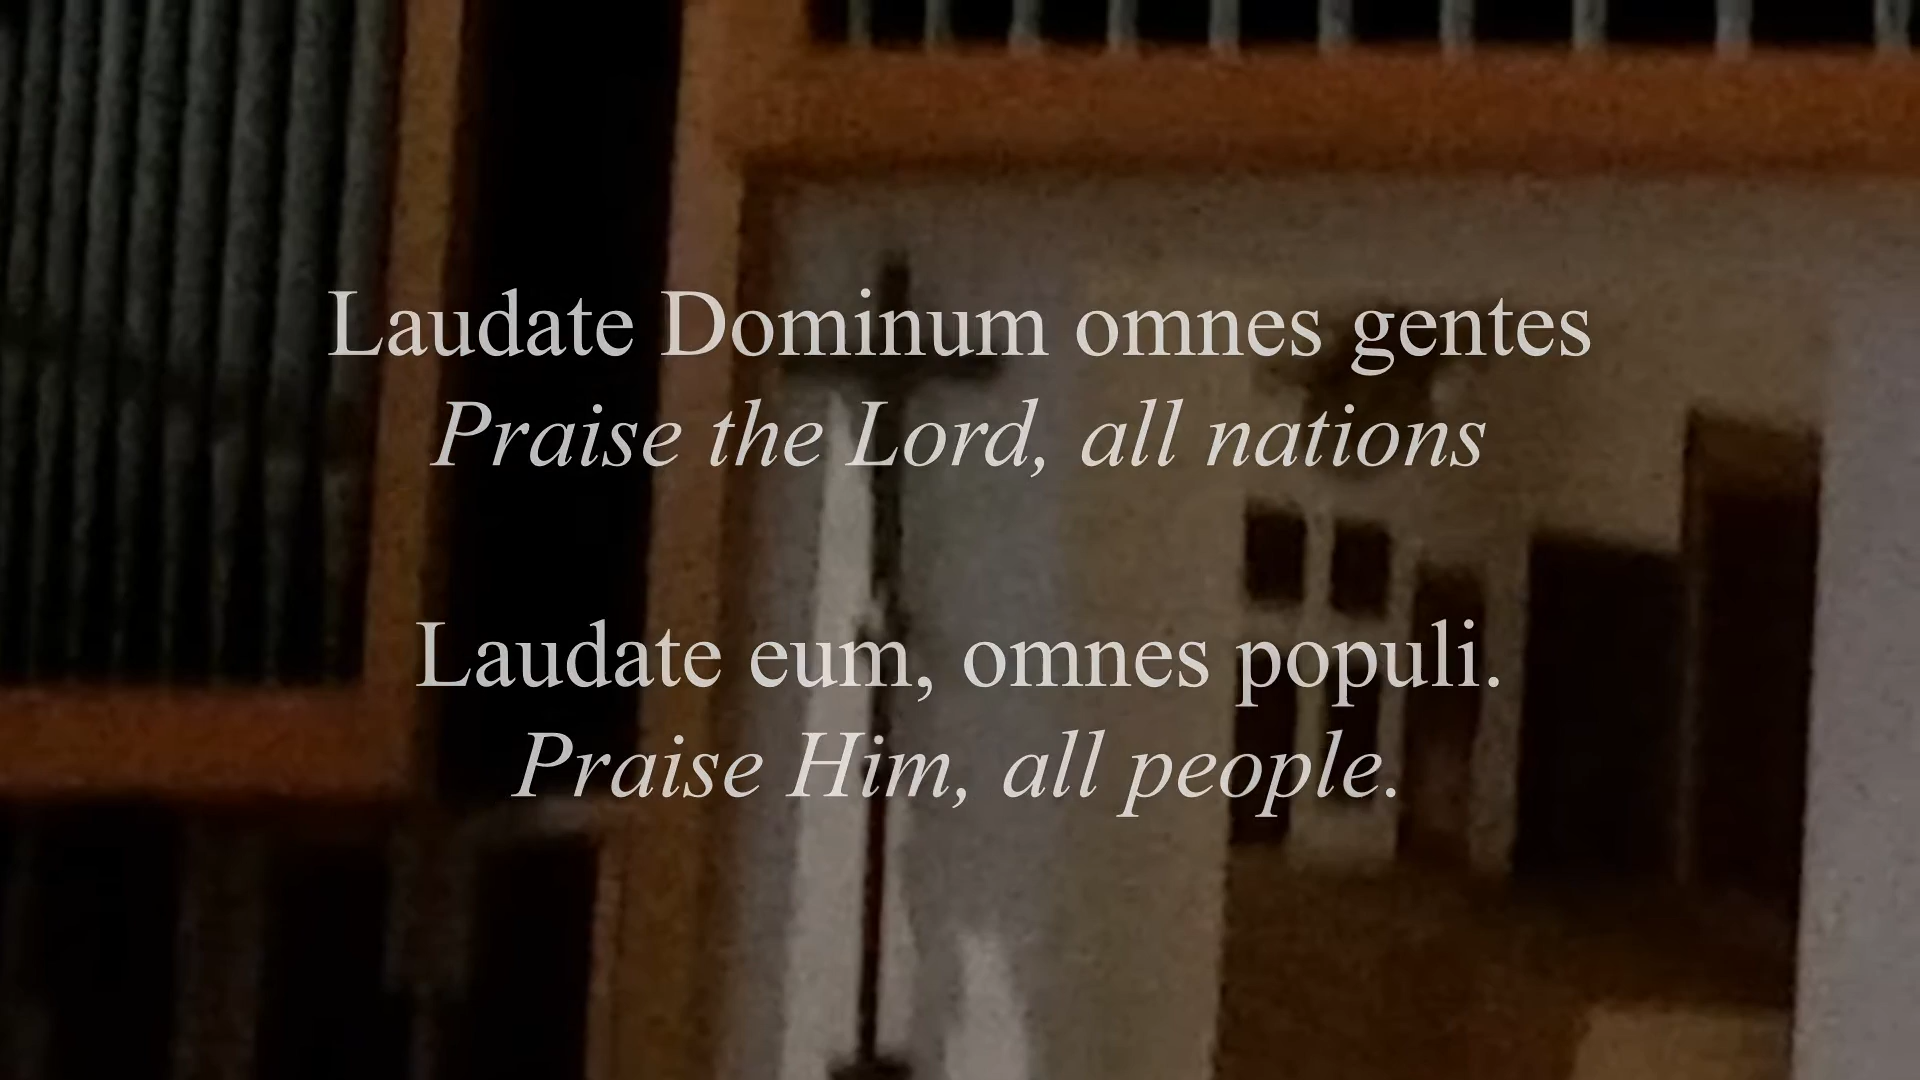 Laudate Dominum omnes gentes
Praise the Lord, all nations
Laudate eum, omnes populi.
Praise Him, all people.